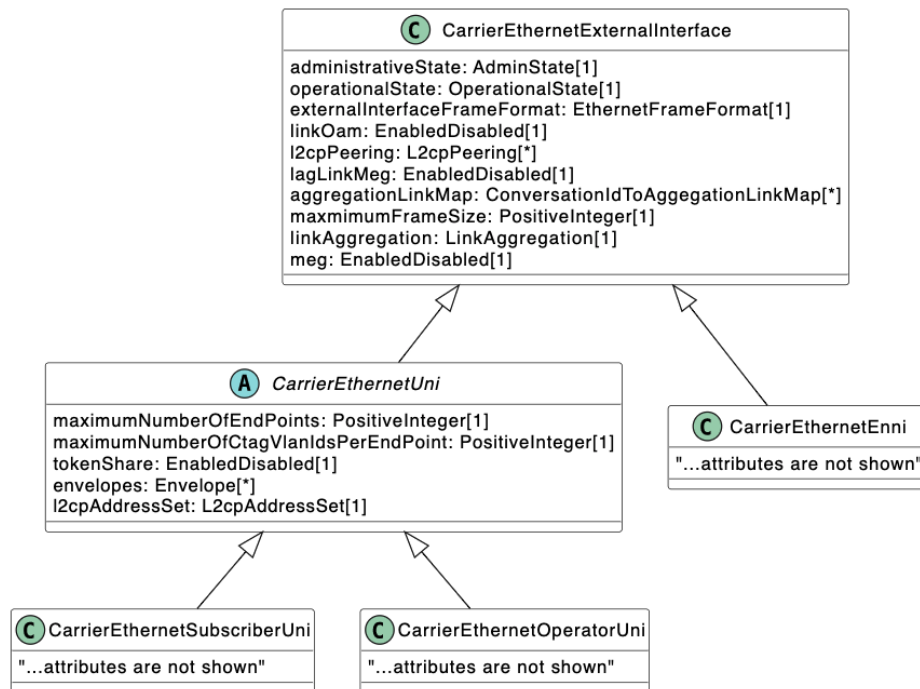 C CarrierEthernetExternalInterface
administrativeState: AdminState[1]
operationalState: OperationalState[1]
externalInterfaceFrameFormat: EthernetFrameFormat[1]
linkOam: EnabledDisabled[1]
l2cpPeering: L2cpPeering[*]
lagLinkMeg: EnabledDisabled[1]
aggregationLinkMap: ConversationIdToAggegationLinkMap[*]
maxmimumFrameSize: PositiveInteger[1]
linkAggregation: LinkAggregation[1]
meg: EnabledDisabled[1]
A CarrierEthernetUni
maximumNumberOfEndPoints: PositiveInteger[1]
maximumNumberOfCtagVlanIdsPerEndPoint: PositiveInteger[1]
tokenShare: EnabledDisabled[1]
envelopes: Envelope[*]
l2cpAddressSet: L2cpAddressSet[1]
C CarrierEthernetEnni
"...attributes are not shown"
C CarrierEthernetSubscriberUni
"...attributes are not shown"
C CarrierEthernetOperatorUni
"...attributes are not shown"